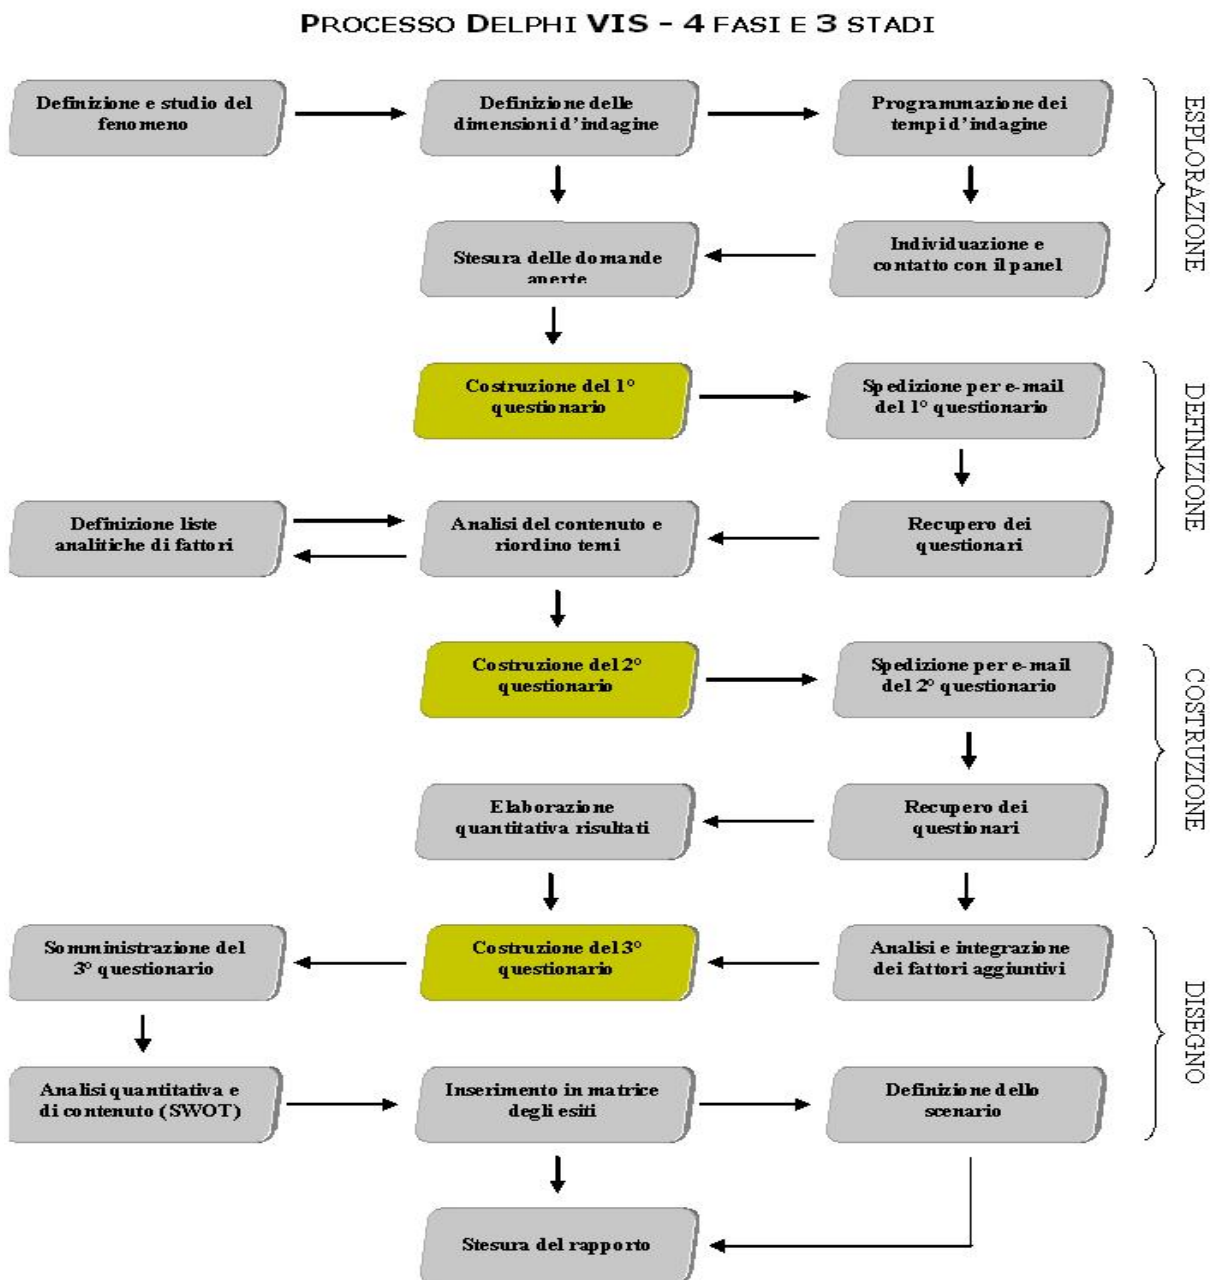 PROCESSO DELPHI VIS – 4 FASI E 3 STADI
Definizione e studio del
fenomeno
Definizione delle
dimensioni d'indagine
Programmazione dei
tempi d'indagine
Stesura delle domande
aperte
Individuazione e
contatto con il panel
ESPLORAZIONE
Costruzione del 1°
questionario
Spedizione per e-mail
del 1° questionario
Definizione liste
analitiche di fattori
Analisi del contenuto e
riordino temi
Recupero dei
questionari
DEFINIZIONE
Costruzione del 2°
questionario
Spedizione per e-mail
del 2° questionario
Elaborazione
quantitativa risultati
Recupero dei
questionari
COSTRUZIONE
Somministrazione del
3° questionario
Costruzione del 3°
questionario
Analisi e integrazione
dei fattori aggiuntivi
Analisi quantitativa e
di contenuto (SWOT)
Inserimento in matrice
degli esiti
Definizione dello
scenario
DISEGNO
Stesura del rapporto